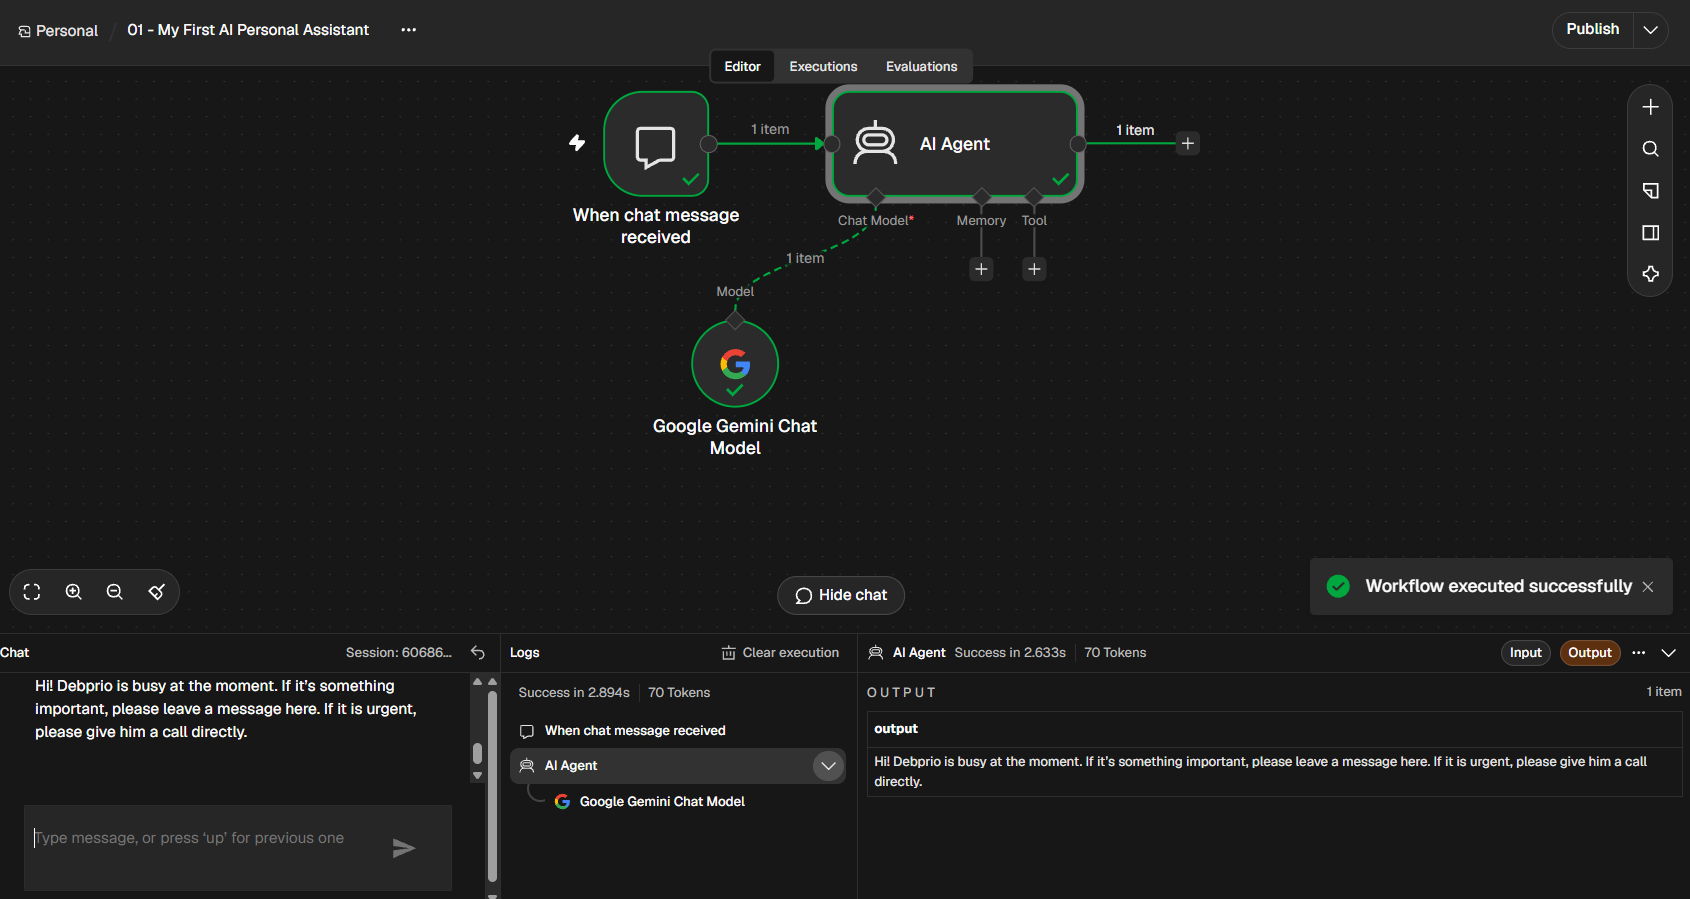 Personal / 01 - My First AI Personal Assistant ...
Publish
Editor Executions Evaluations
1 item
AI Agent
1 item
When chat message
received
Chat Model* Memory Tool
1 item
Model
Google Gemini Chat
Model
Hide chat
Workflow executed successfully
Chat Session: 60686...
Hi! Debprio is busy at the moment. If it’s something
important, please leave a message here. If it is urgent,
please give him a call directly.
Type message, or press ‘up’ for previous one
Logs Clear execution
Success in 2.894s 70 Tokens
When chat message received
AI Agent
Google Gemini Chat Model
AI Agent Success in 2.633s 70 Tokens Input Output ...
OUTPUT 1 item
output
Hi! Debprio is busy at the moment. If it’s something important, please leave a message here. If it is urgent, please give him a call
directly.